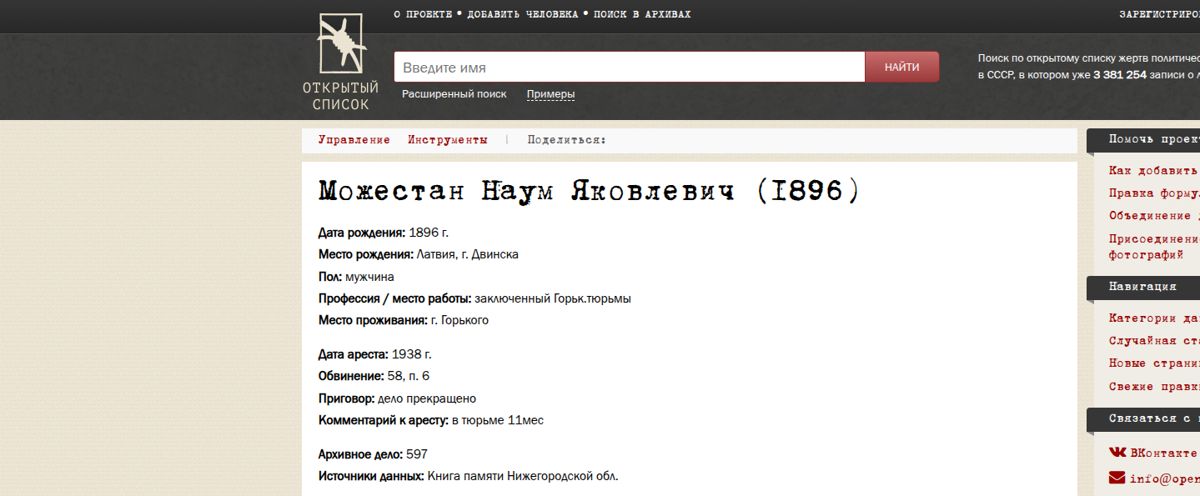 О ПРОЕКТЕ • ДОБАВИТЬ ЧЕЛОВЕКА • ПОИСК В АРХИВАХ
ЗАРЕГИСТРИРО
ОТКРЫТЫЙ
СПИСОК
Введите имя
НАЙТИ
Расширенный поиск Примеры
Поиск по открытому списку жертв политичес
в СССР, в котором уже 3 381 254 записи о л
Управление Инструменты | Поделиться:
Можестан Наум Яковлевич (1896)
Дата рождения: 1896 г.
Место рождения: Латвия, г. Двинска
Пол: мужчина
Профессия / место работы: заключенный Горьк.тюрьмы
Место проживания: г. Горького
Дата ареста: 1938 г.
Обвинение: 58, п. 6
Приговор: дело прекращено
Комментарий к аресту: в тюрьме 11мес
Архивное дело: 597
Источники данных: Книга памяти Нижегородской обл.
Помочь проек
Как добавить
Правка форму
Объединение
Присоединени
фотографий
Навигация
Категории да
Случайная ст
Новые страни
Свежие правк
Связаться с
ВКонтакте
info@open